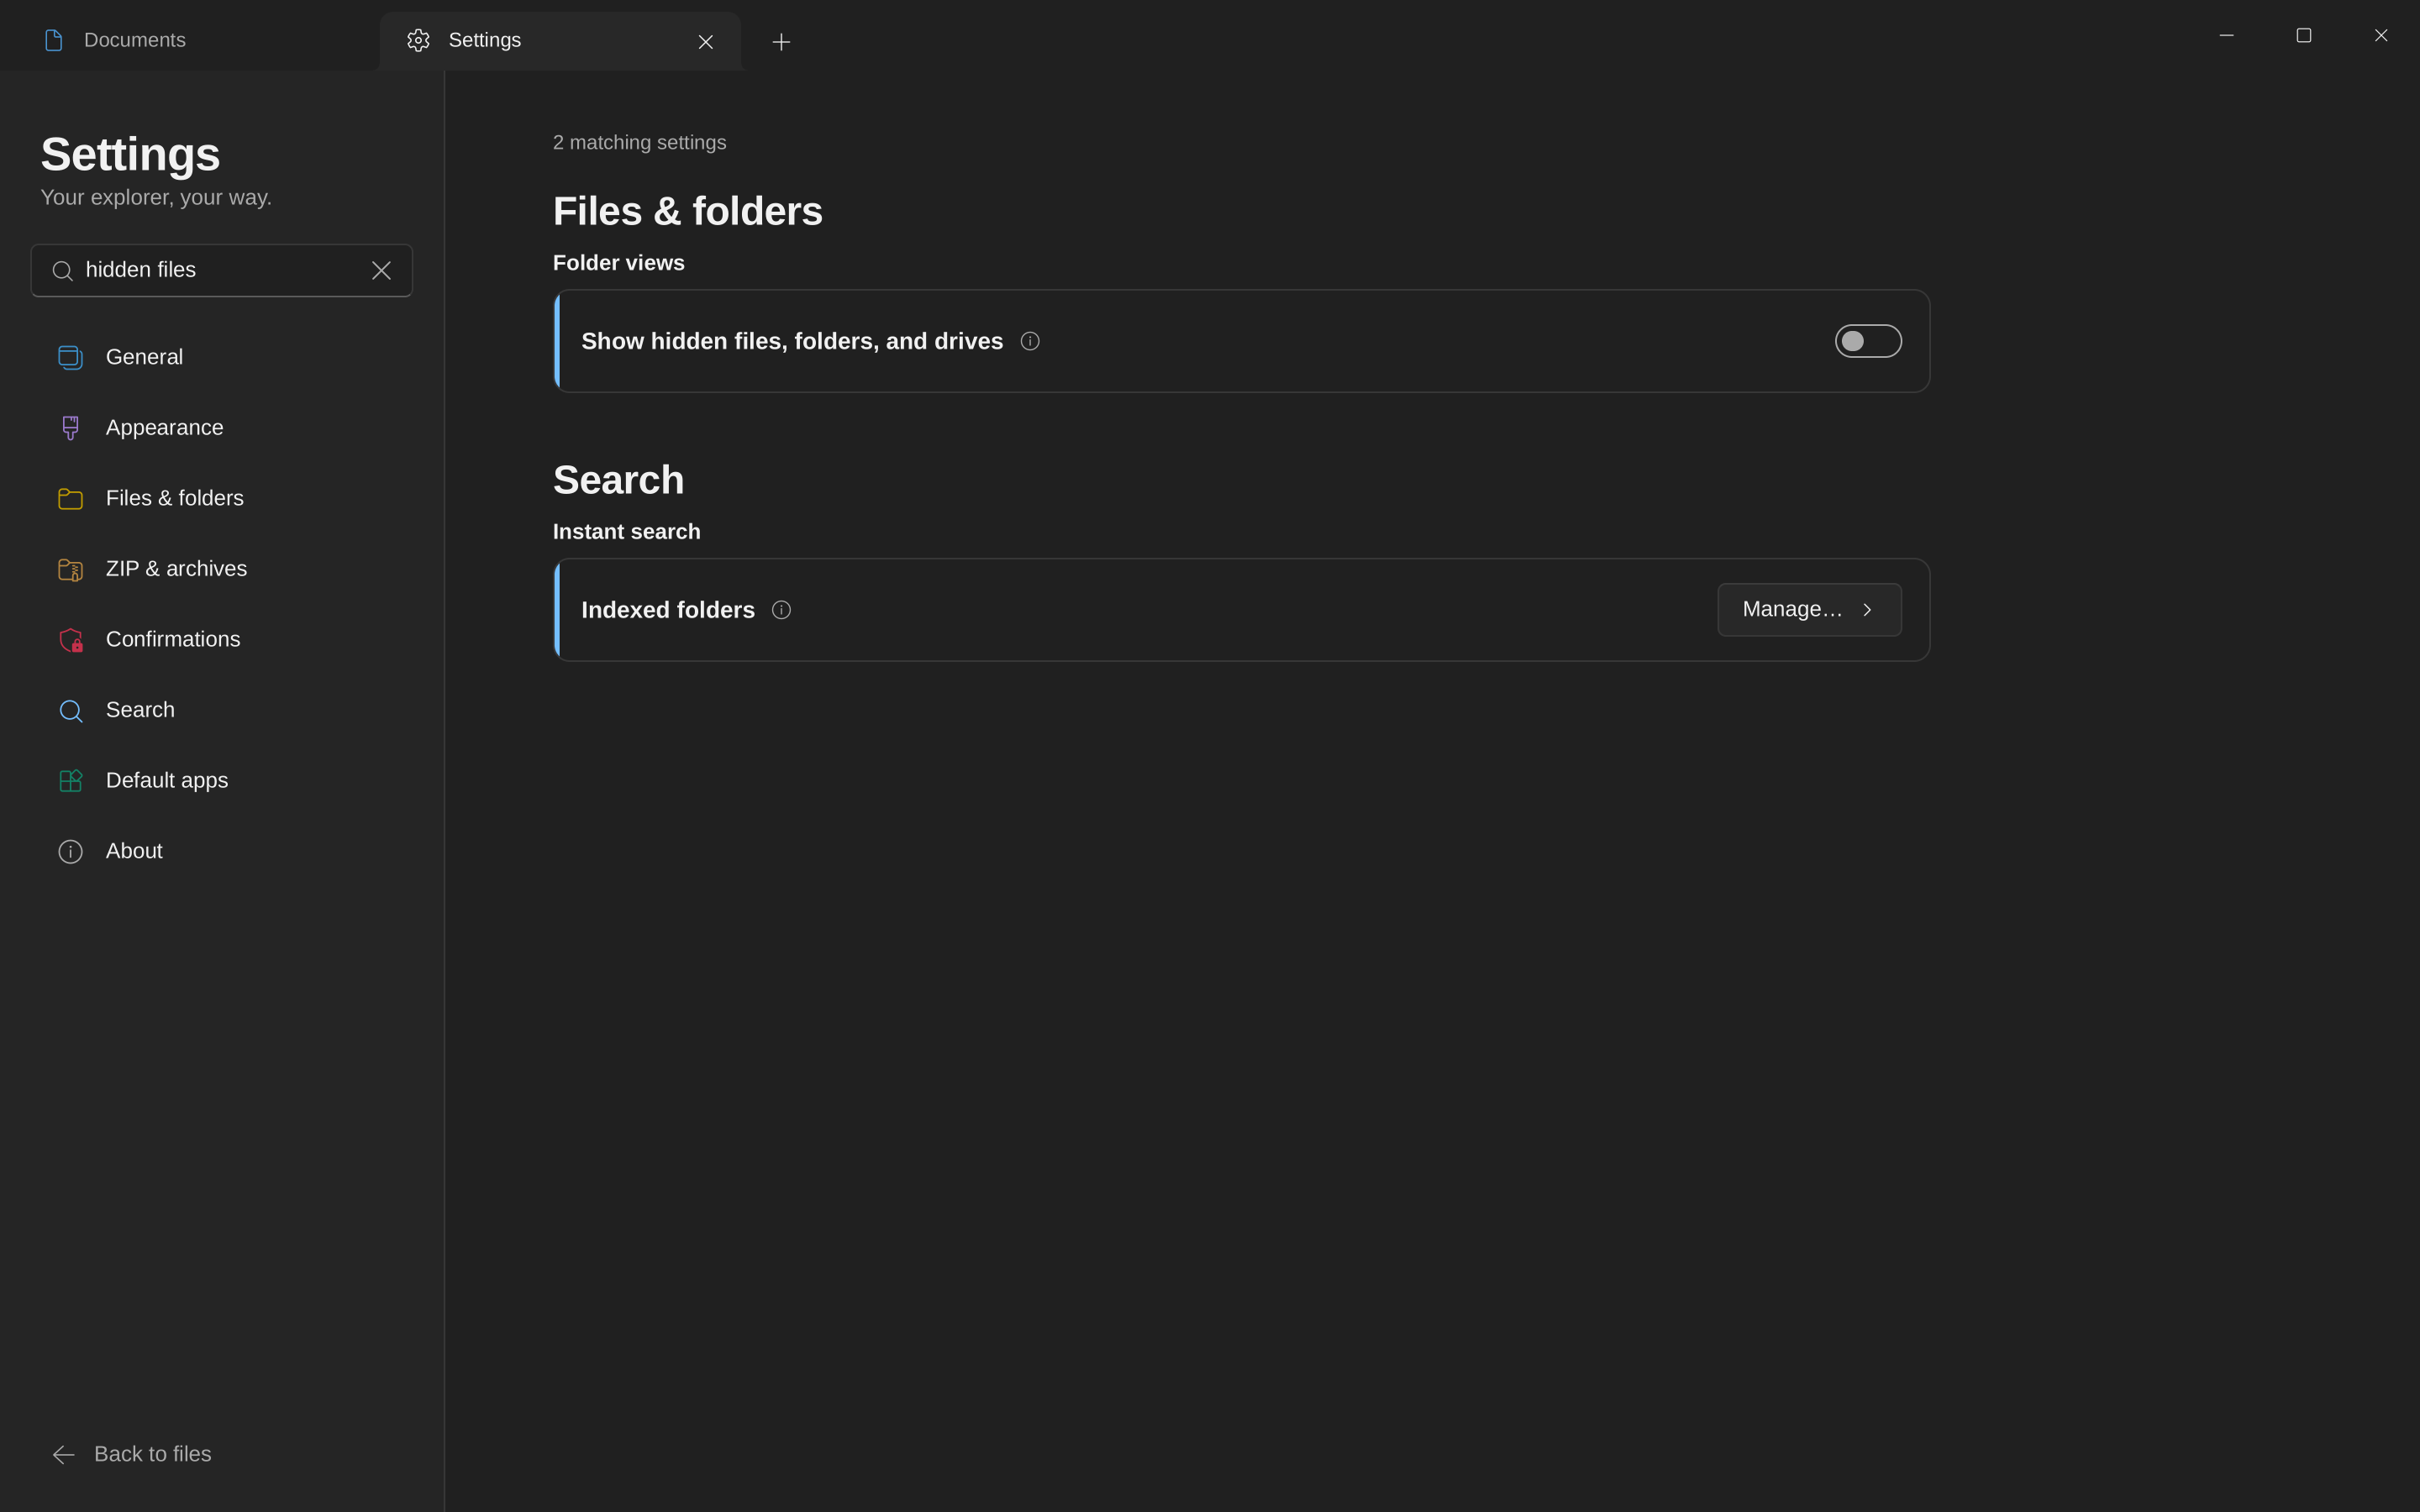 Documents
Settings
Settings
Your explorer, your way.
hidden files
General
Appearance
Files & folders
ZIP & archives
Confirmations
Search
Default apps
About
Back to files
2 matching settings
Files & folders
Folder views
Show hidden files, folders, and drives
Search
Instant search
Indexed folders
Manage…